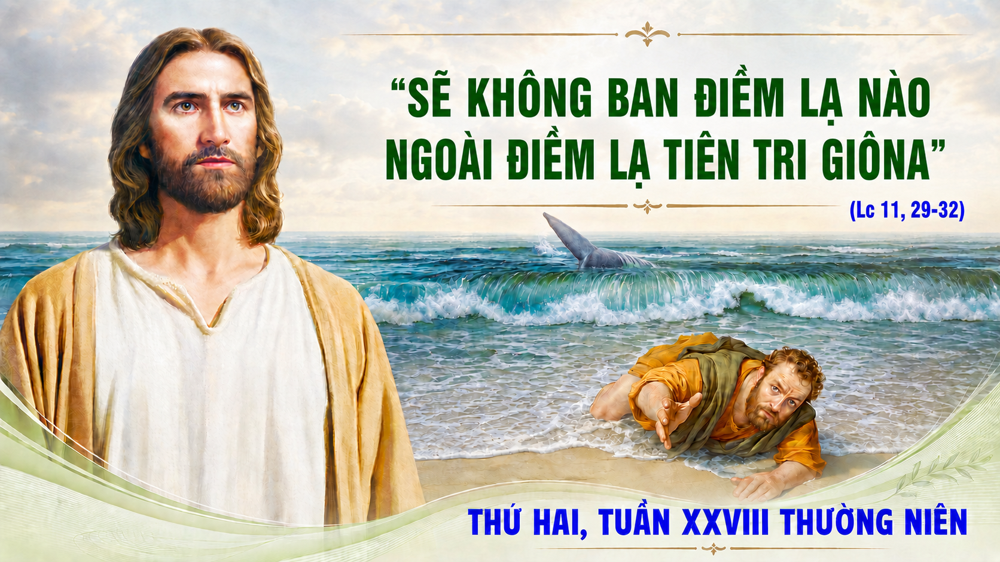 “SẼ KHÔNG BAN ĐIỀM LẠ NÀO
NGOÀI ĐIỀM LẠ TIÊN TRI GIÔNA”
(Lc 11, 29-32)
THỨ HAI, TUẦN XXVIII THƯỜNG NIÊN